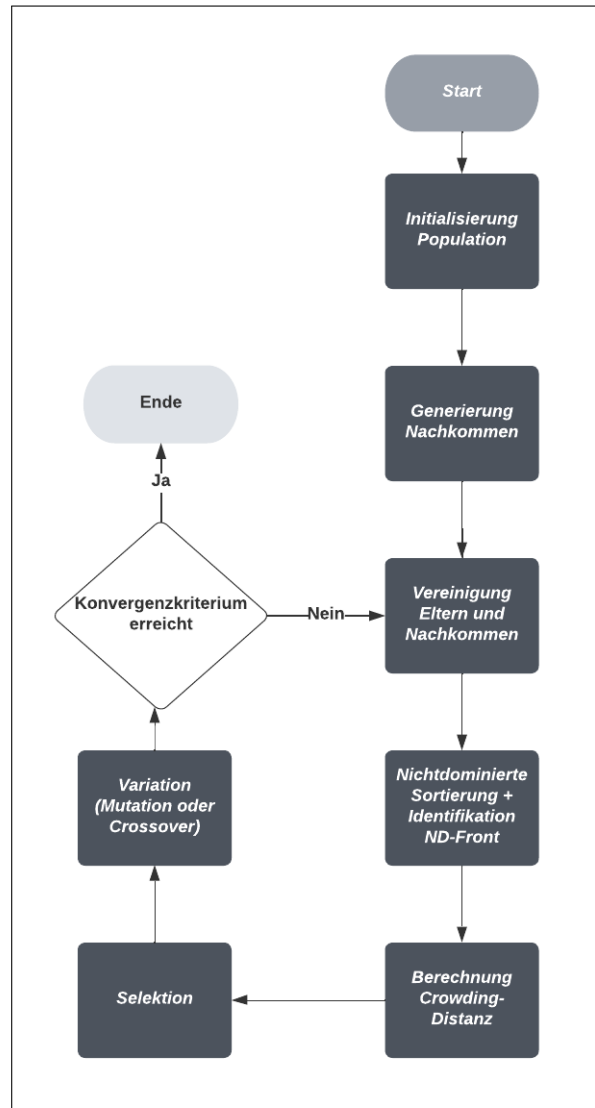 Start
Initialisierung
Population
Generierung
Nachkommen
Vereinigung
Eltern und
Nachkommen
Nichtdominierte
Sortierung +
Identifikation
ND-Front
Berechnung
Crowding-
Distanz
Selektion
Variation
(Mutation oder
Crossover)
Konvergenzkriterium
erreicht
Nein
Ja
Ende